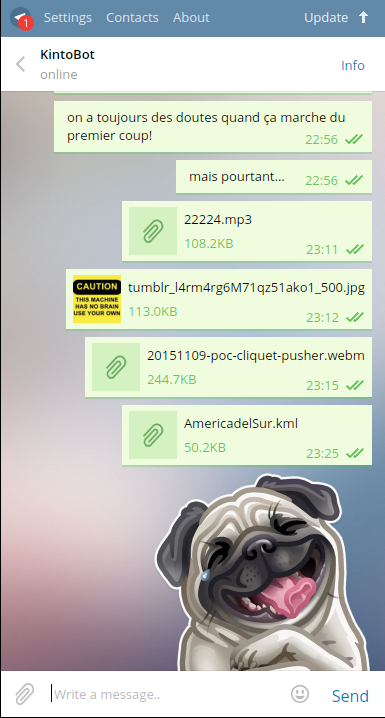 1 Settings Contacts About Update
KintoBot
online
Info
on a toujours des doutes quand ça marche du
premier coup!
22:56
mais pourtant... 22:56
22224.mp3
108.2KB
23:11
CAUTION
THIS MACHINE
HAS NO BRAIN
USE YOUR OWN
tumblr_l4rm4rg6M71qz51ako1_500.jpg
113.0KB
23:12
20151109-poc-cliquet-pusher.webm
244.7KB
23:15
AmericadelSur.kml
50.2KB
23:25
Write a message..
Send